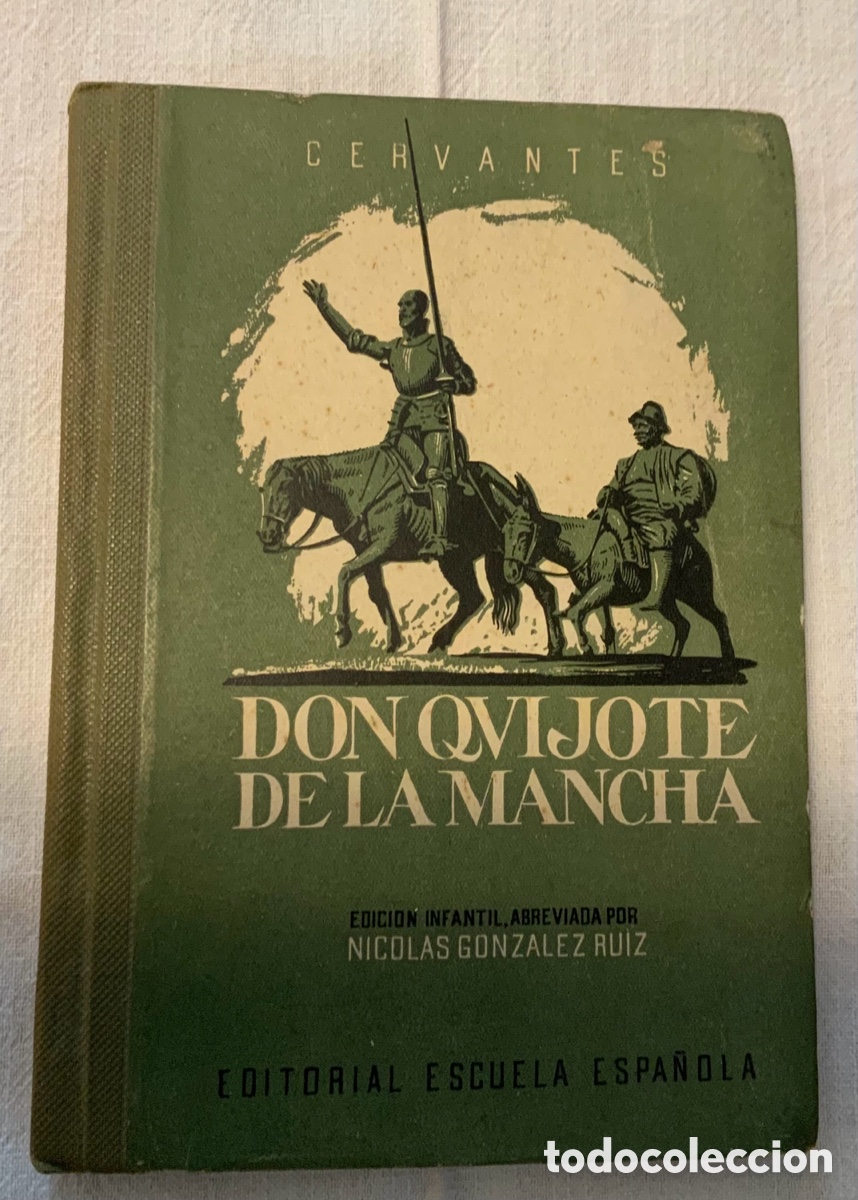 CERVANTES
DON QVIJOTE
DE LA MANCHA
EDICION INFANTIL, ABREVIADA POR
NICOLAS GONZALEZ RUIZ
EDITORIAL ESCUELA ESPAÑOLA
todocoleccion